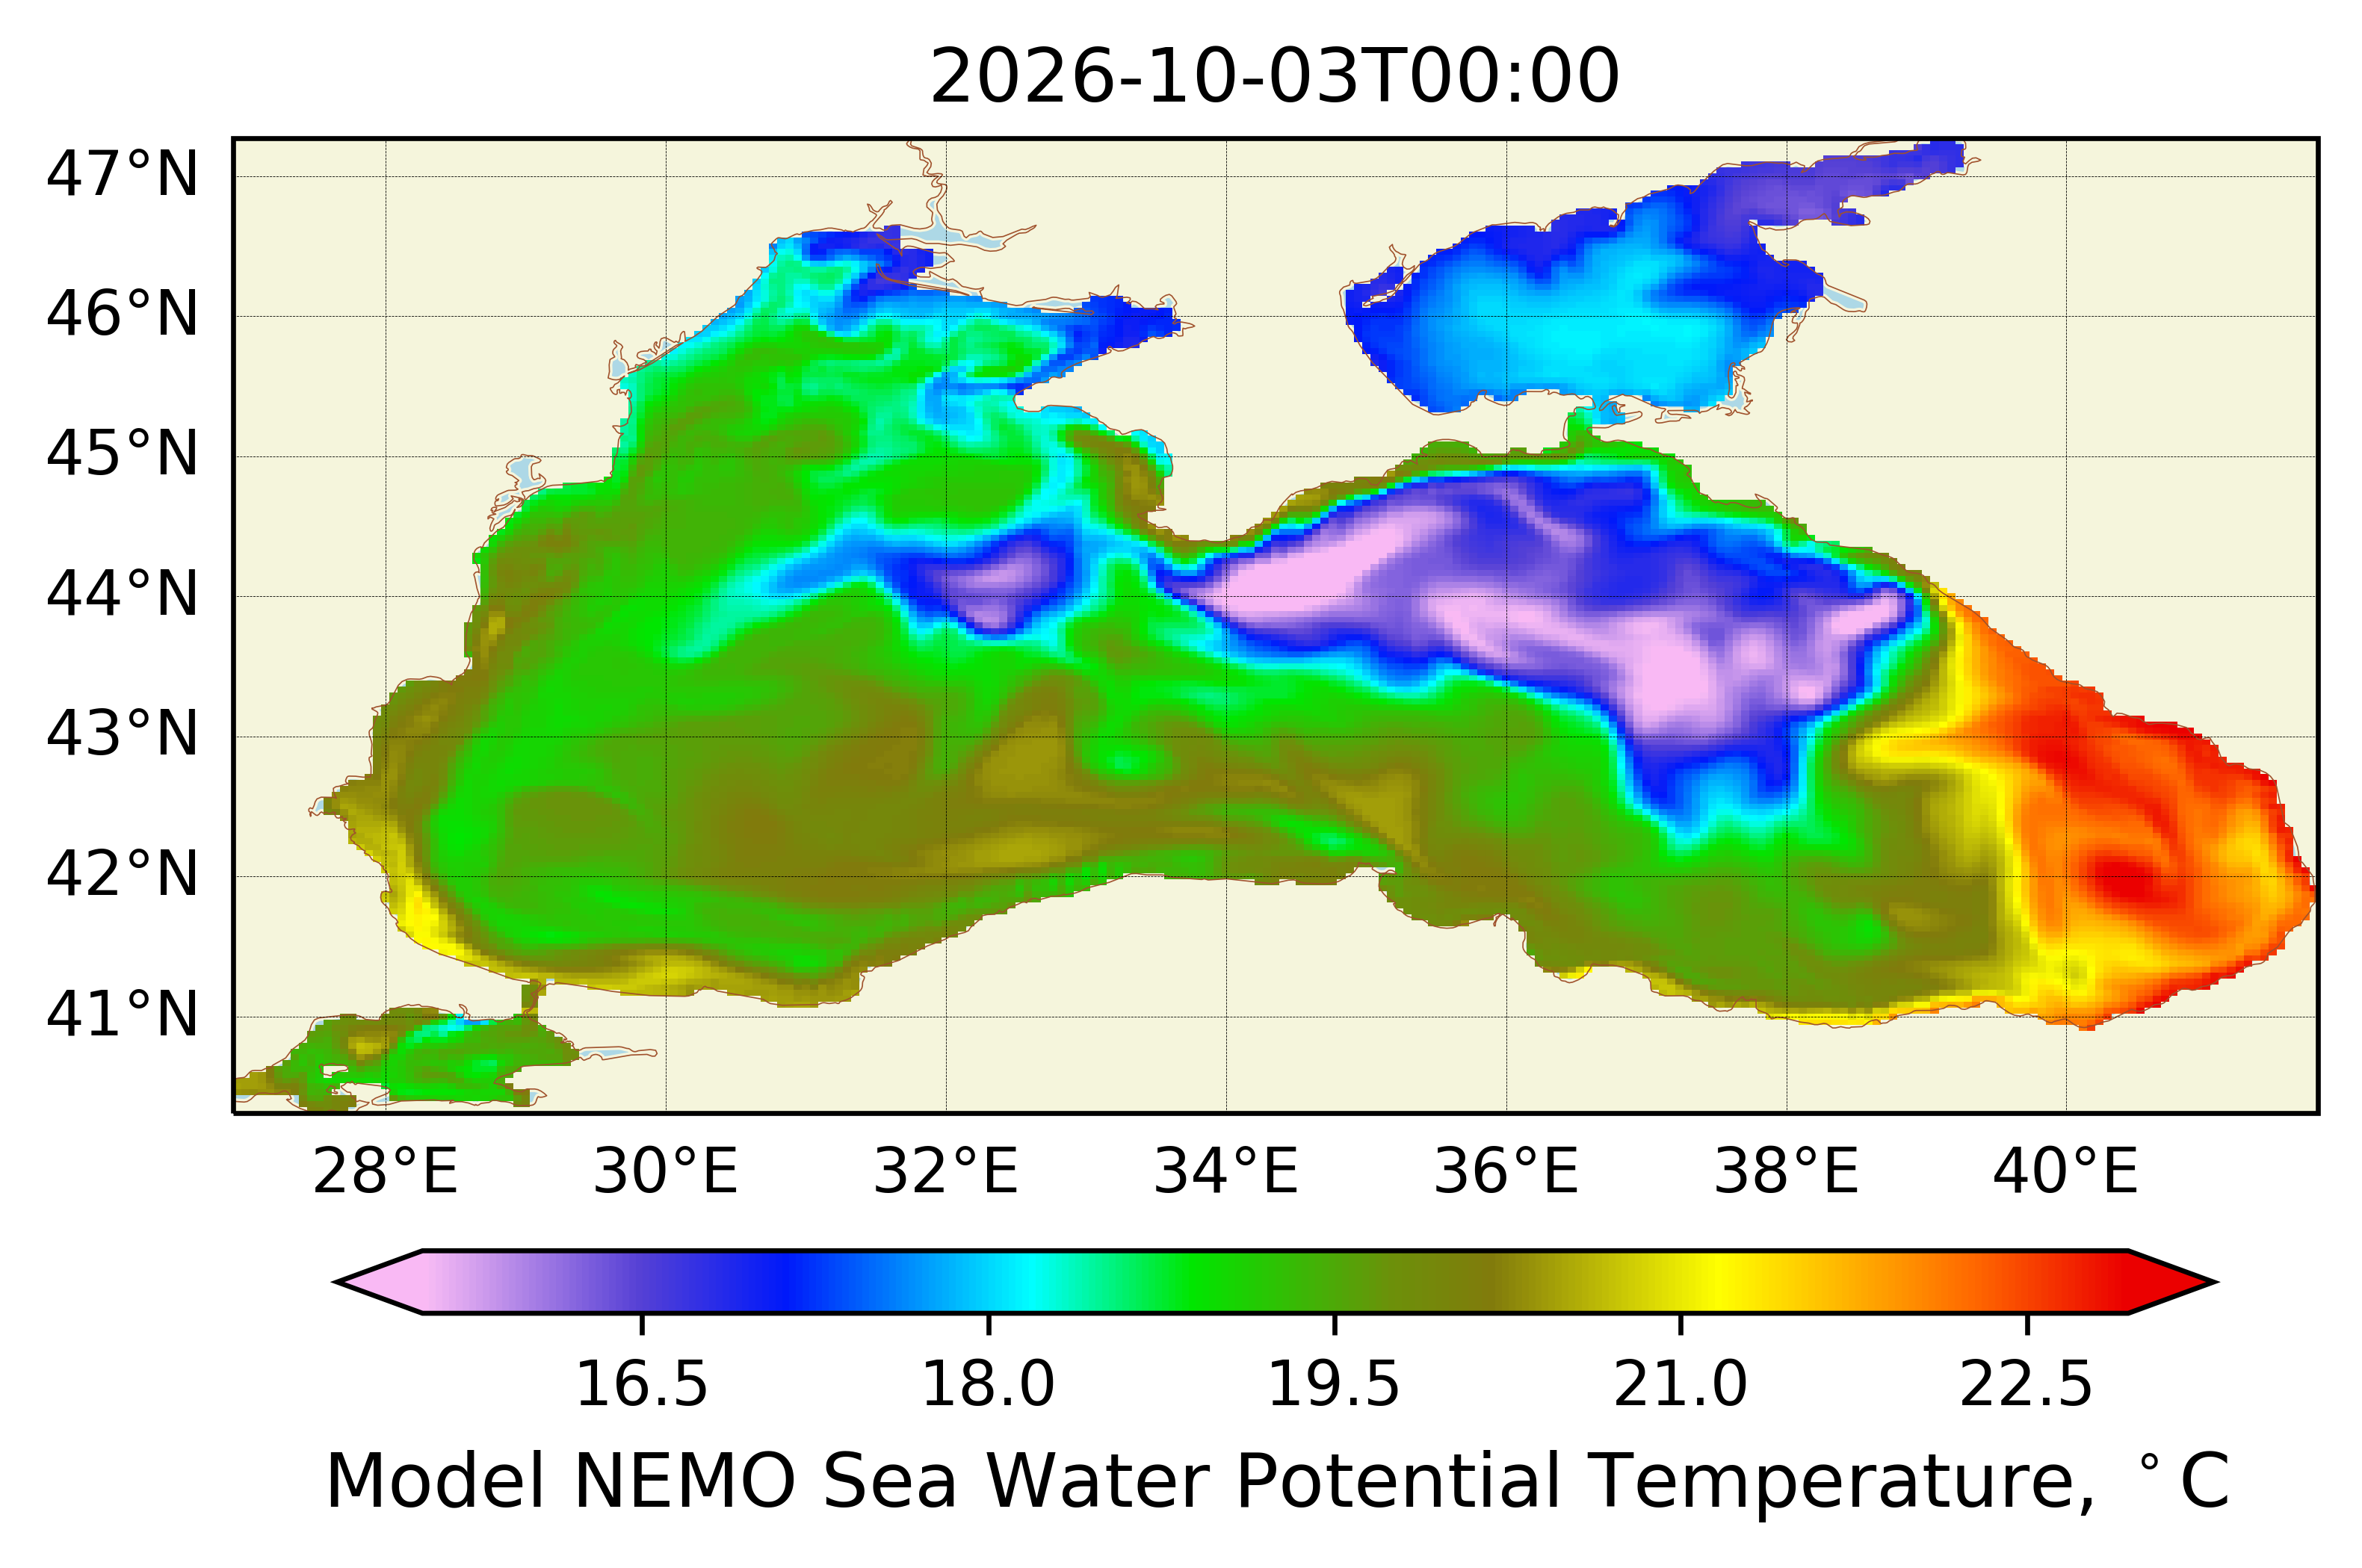 2026-10-03T00:00
47°N
46°N
45°N
44°N
43°N
42°N
41°N
28°E 30°E 32°E 34°E 36°E 38°E 40°E
16.5 18.0 19.5 21.0 22.5
Model NEMO Sea Water Potential Temperature, °C